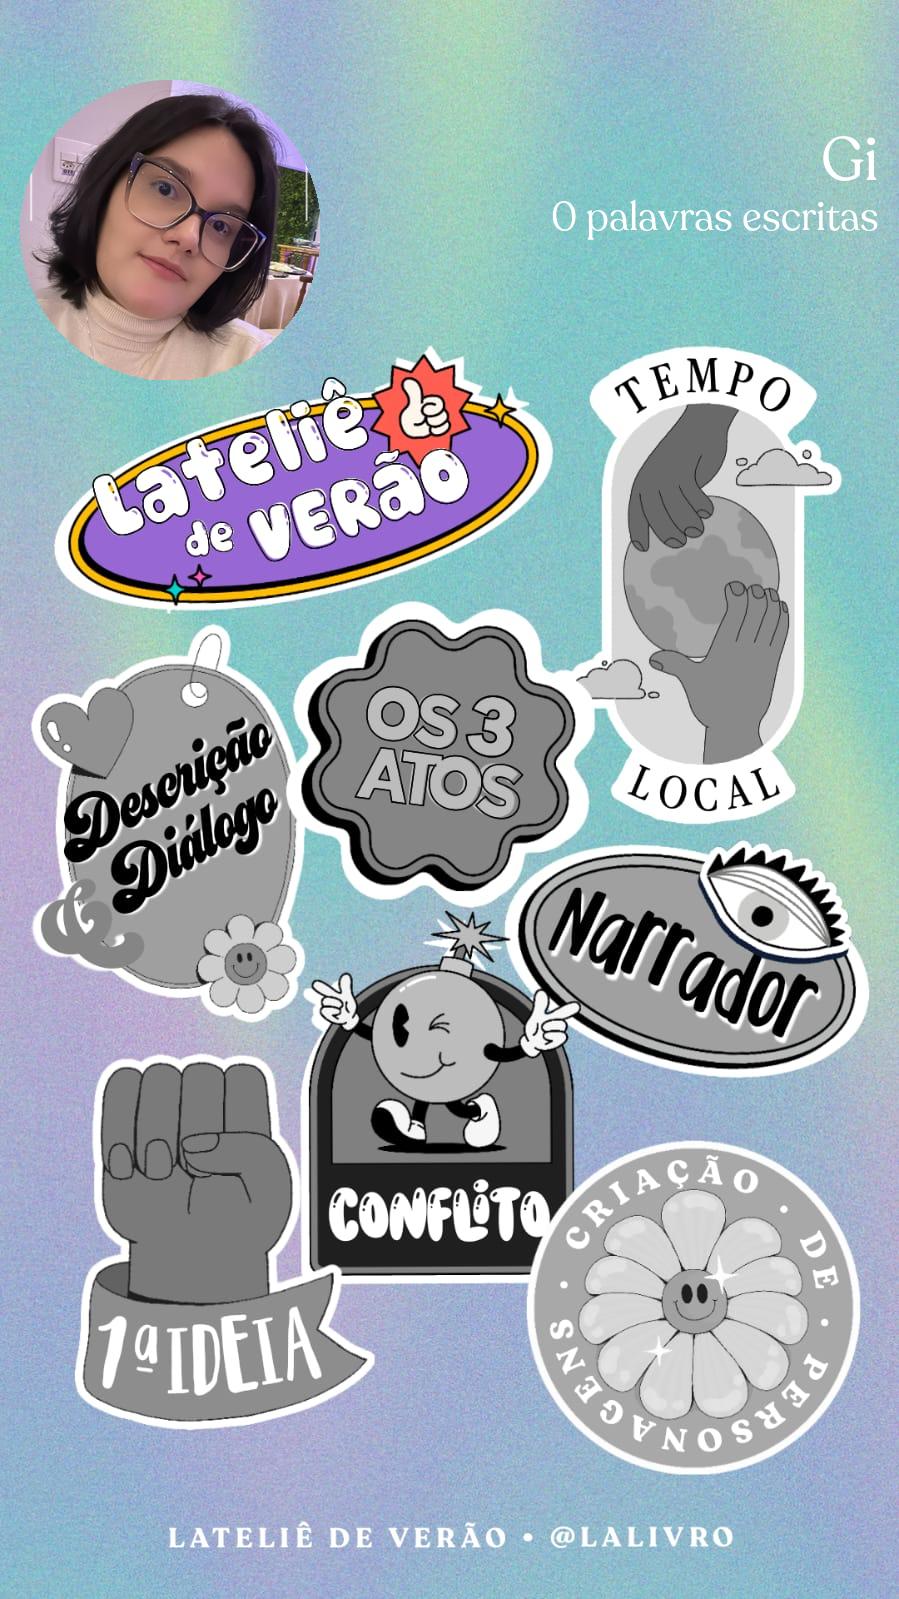 Gi
0 palavras escritas
Lateliê
de VERÃO
TEMPO
LOCAL
Descrição
Diálogo
&
OS 3
ATOS
Narrador
CONFLITO
1ª IDEIA
CRIAÇÃO · DE · PERSONAGENS ·
LATELIÊ DE VERÃO • @LALIVRO